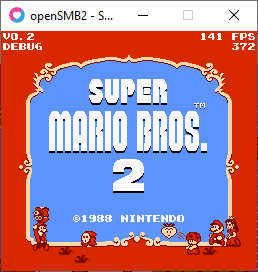 openSMB2 - S...
V0.2 141 FPS
DEBUG 372
SUPER
MARIO BROS.
TM
2
©1988 NINTENDO